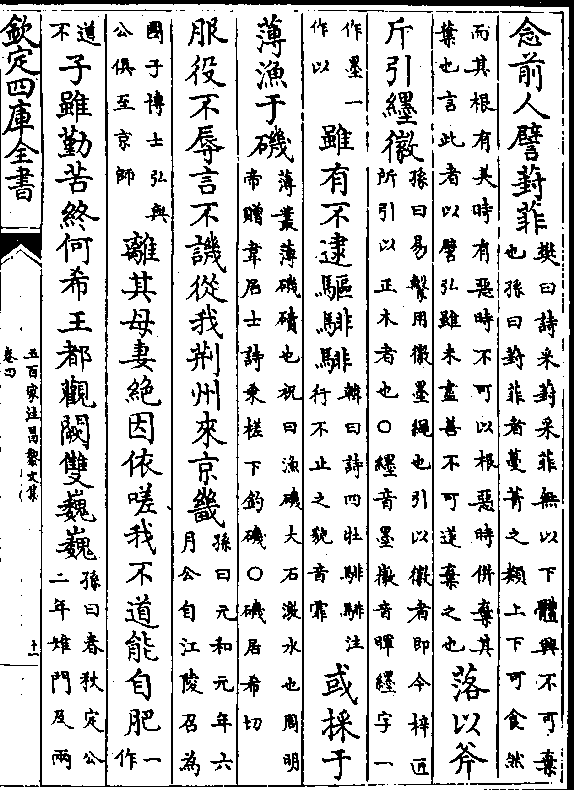 念前人譬葑菲樊曰詩采葑采菲無以下體興不可棄也孫曰葑菲者蔓菁之類上下可食然
而其根有美時有惡時不可以根惡時併棄其葉也言此者以譬弘雖未盡善不可遂棄之也落以斧
斤引纆徽孫曰易繫用徽墨繩也引以徽者即今梓匠所引以正木者也○纆音墨徽音暉纆字一
作墨一作以雖有不逮驅騑騑韓曰詩四牡騑騑注行不止之貌音霏或採于
薄漁于磯薄叢薄磯磧也祝曰漁磯大石激水也周明帝贈韋居士詩乗槎下釣磯○磯居希切
服役不辱言不譏從我荆州來京畿孫曰元和元年六月公自江陵召為
國子博士弘與公俱至京師離其母妻絶因依嗟我不道能自肥一作
道不子雖勤苦終何希王都觀闕雙巍巍孫曰春秋定公二年雉門及兩
欽定四庫全書
五百家注昌黎文集
卷四
十一